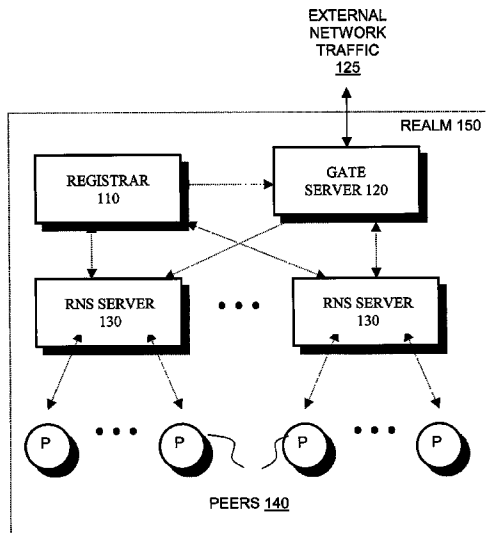 EXTERNAL
NETWORK
TRAFFIC
125
REALM 150
REGISTRAR
110
GATE
SERVER 120
RNS SERVER
130
RNS SERVER
130
P
P
P
P
PEERS 140